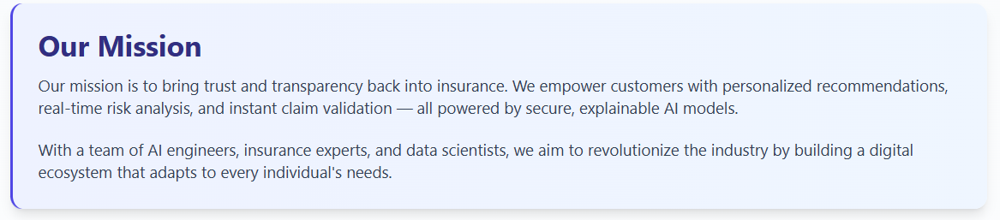 Our Mission
Our mission is to bring trust and transparency back into insurance. We empower customers with personalized recommendations,
real-time risk analysis, and instant claim validation — all powered by secure, explainable AI models.
With a team of AI engineers, insurance experts, and data scientists, we aim to revolutionize the industry by building a digital
ecosystem that adapts to every individual's needs.